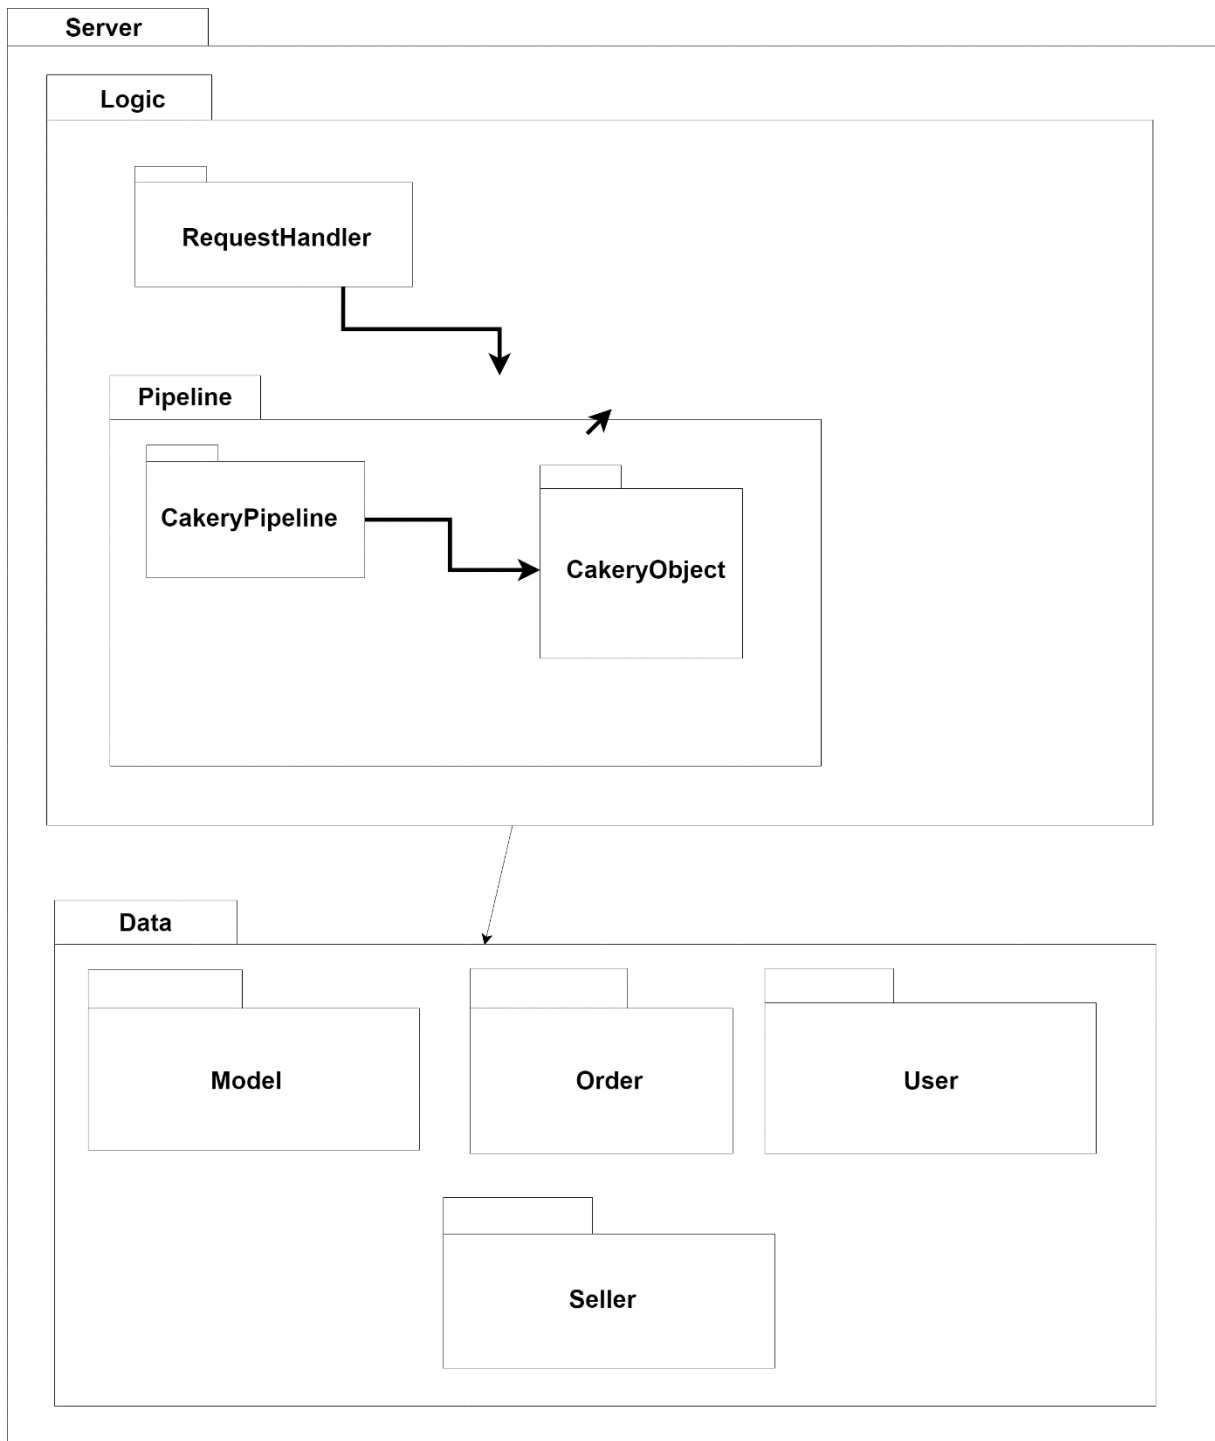 Server
Logic
RequestHandler
Pipeline
CakeryPipeline
CakeryObject
Data
Model
Order
User
Seller